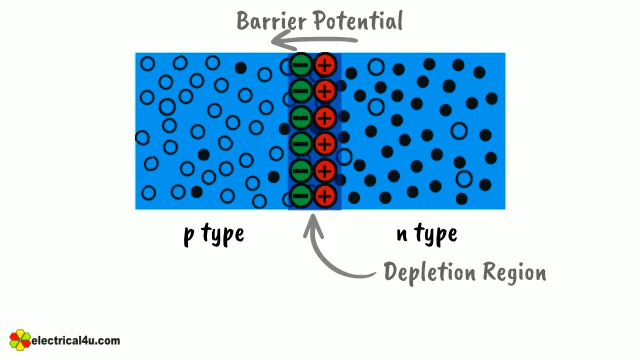 Barrier Potential
p type
n type
Depletion Region
electrical4u.com